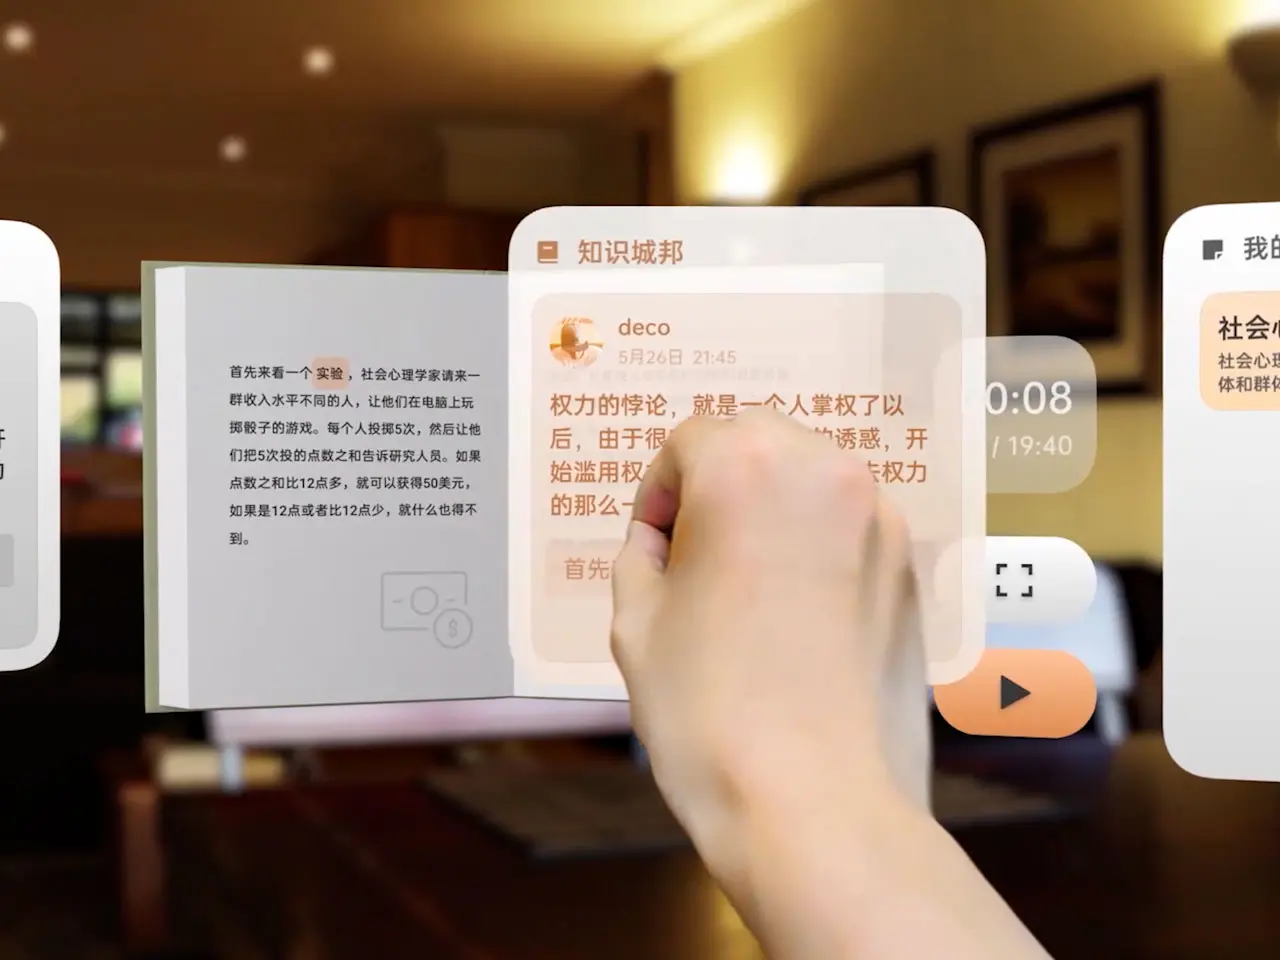 开
首先来看一个实验，社会心理学家请来一
群收入水平不同的人，让他们在电脑上玩
掷骰子的游戏。每个人投掷5次，然后让他
们把5次投的点数之和告诉研究人员。如果
点数之和比12点多，就可以获得50美元，
如果是12点或者比12点少，就什么也得不
到。
$
知识城邦
deco
5月26日 21:45
权力的悖论，就是一个人掌权了以
后，由于很 的诱惑，开
始滥用权 去权力
的那么一
首先
0:08
/ 19:40
我的
社会心
社会心理
体和群体